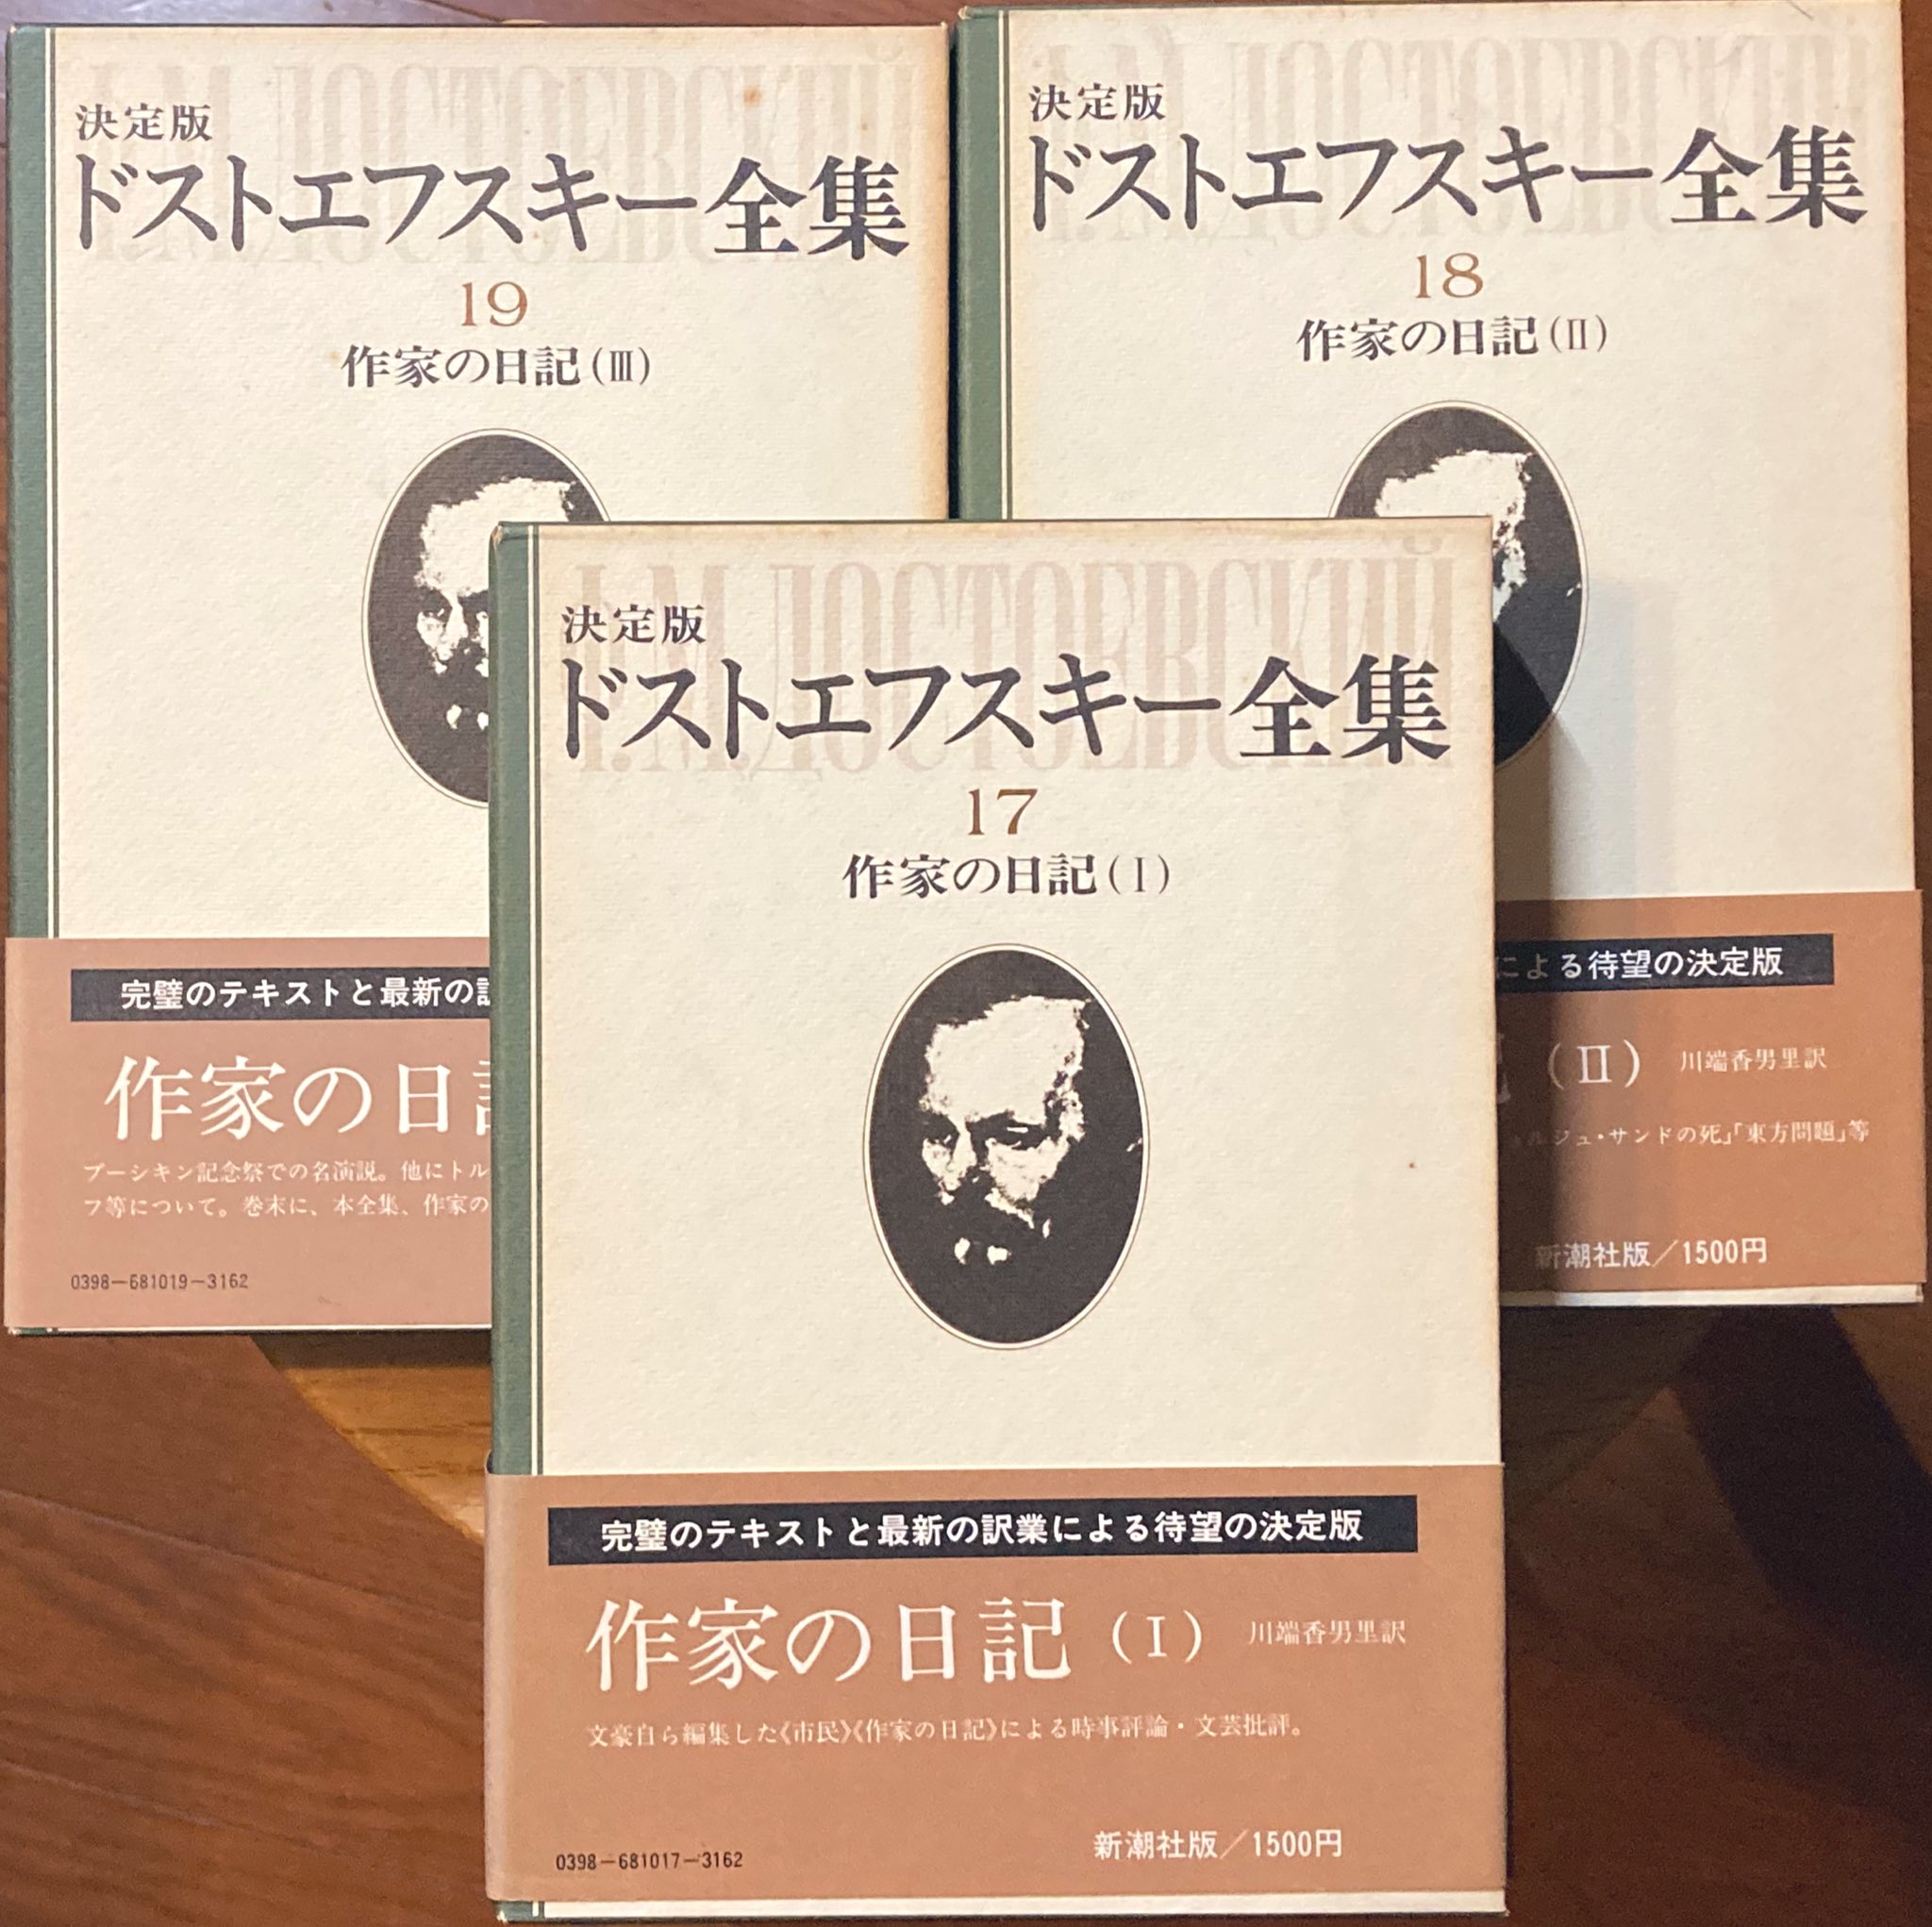 Ф.М.ДОСТОЕВСКИЙ
決定版
ドストエフスキー全集
19
作家の日記(Ⅲ)
完璧のテキストと最新の
作家の日
プーシキン記念祭での名演説。他にトル
フ等について。巻末に、本全集、作家の
0398-681019-3162
Ф.М.ДОСТОЕВСКИЙ
決定版
ドストエフスキー全集
18
作家の日記(Ⅱ)
による待望の決定版
(Ⅱ) 川端香男里訳
ジュ・サンドの死」「東方問題」等
新潮社版/1500円
Ф.М.ДОСТОЕВСКИЙ
決定版
ドストエフスキー全集
17
作家の日記(Ⅰ)
完璧のテキストと最新の訳業による待望の決定版
作家の日記(Ⅰ) 川端香男里訳
文豪自ら編集した《市民》《作家の日記》による時事評論・文芸批評。
新潮社版/1500円
0398-681017-3162